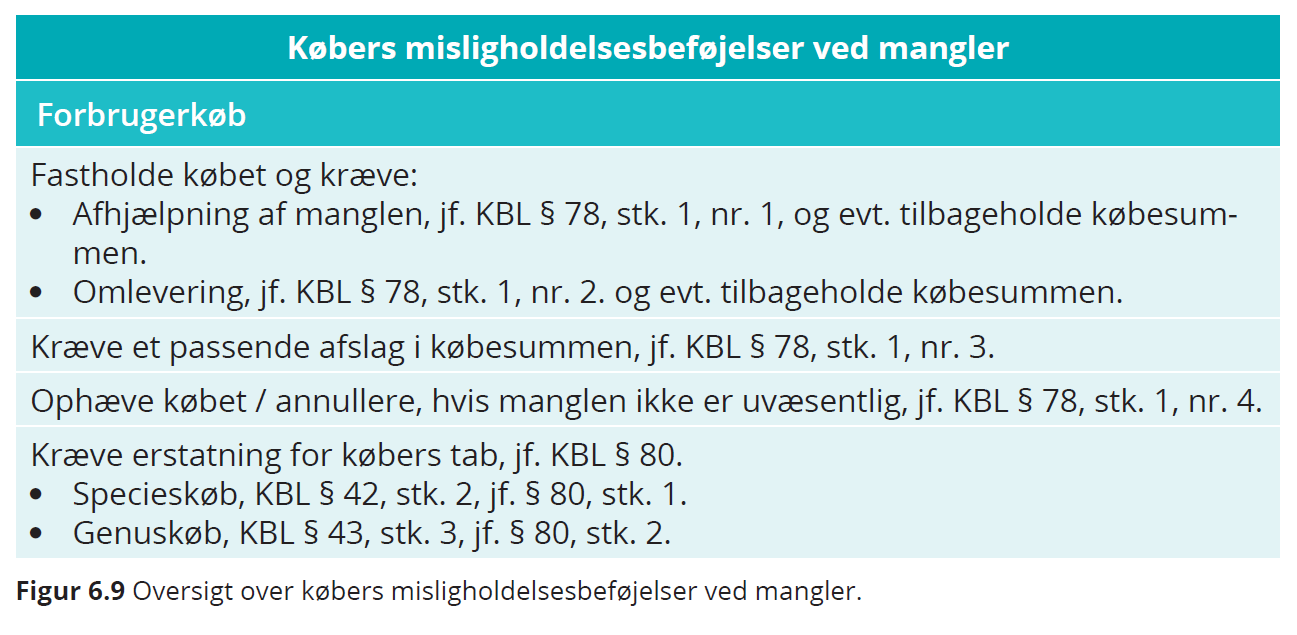 Købers misligholdelsesbeføjelser ved mangler
Forbrugerkøb
Fastholde købet og kræve:
• Afhjælpning af manglen, jf. KBL § 78, stk. 1, nr. 1, og evt. tilbageholde købesum-
men.
• Omlevering, jf. KBL § 78, stk. 1, nr. 2. og evt. tilbageholde købesummen.
Kræve et passende afslag i købesummen, jf. KBL § 78, stk. 1, nr. 3.
Ophæve købet / annullere, hvis manglen ikke er uvæsentlig, jf. KBL § 78, stk. 1, nr. 4.
Kræve erstatning for købers tab, jf. KBL § 80.
• Specieskøb, KBL § 42, stk. 2, jf. § 80, stk. 1.
• Genuskøb, KBL § 43, stk. 3, jf. § 80, stk. 2.
Figur 6.9 Oversigt over købers misligholdelsesbeføjelser ved mangler.